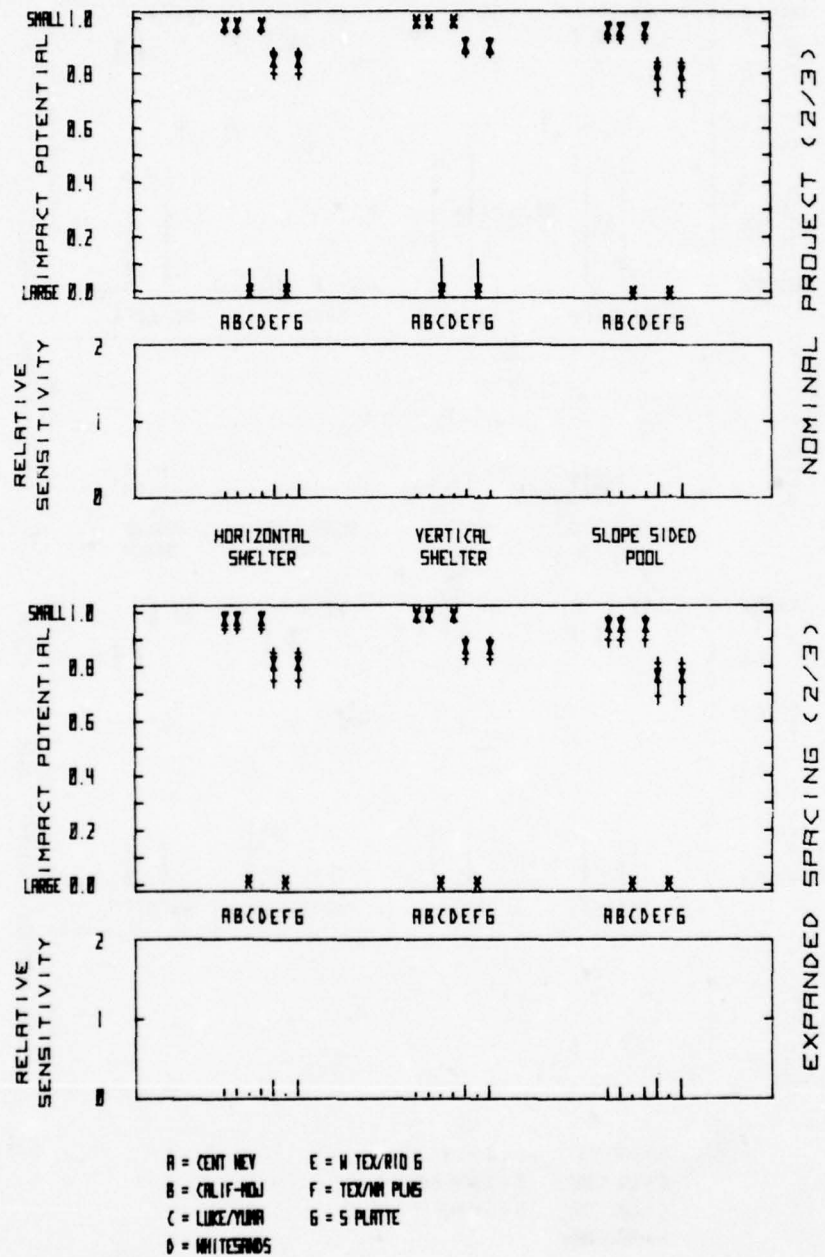 SMALL 1.0
0.8
0.6
0.4
0.2
LARGE 0.0
IMPACT POTENTIAL
ABCDEFG ABCDEFG ABCDEFG
NOMINAL PROJECT (2/3)
2
1
0
RELATIVE
SENSITIVITY
HORIZONTAL
SHELTER
VERTICAL
SHELTER
SLOPE SIDED
POOL
SMALL 1.0
0.8
0.6
0.4
0.2
LARGE 0.0
IMPACT POTENTIAL
ABCDEFG ABCDEFG ABCDEFG
EXPANDED SPACING (2/3)
2
1
0
RELATIVE
SENSITIVITY
A = CENT NEV
B = CALIF-MOJ
C = LUKE/YUMA
D = WHITESANDS
E = W TEX/RIO G
F = TEX/NM PLNS
G = S PLATTE